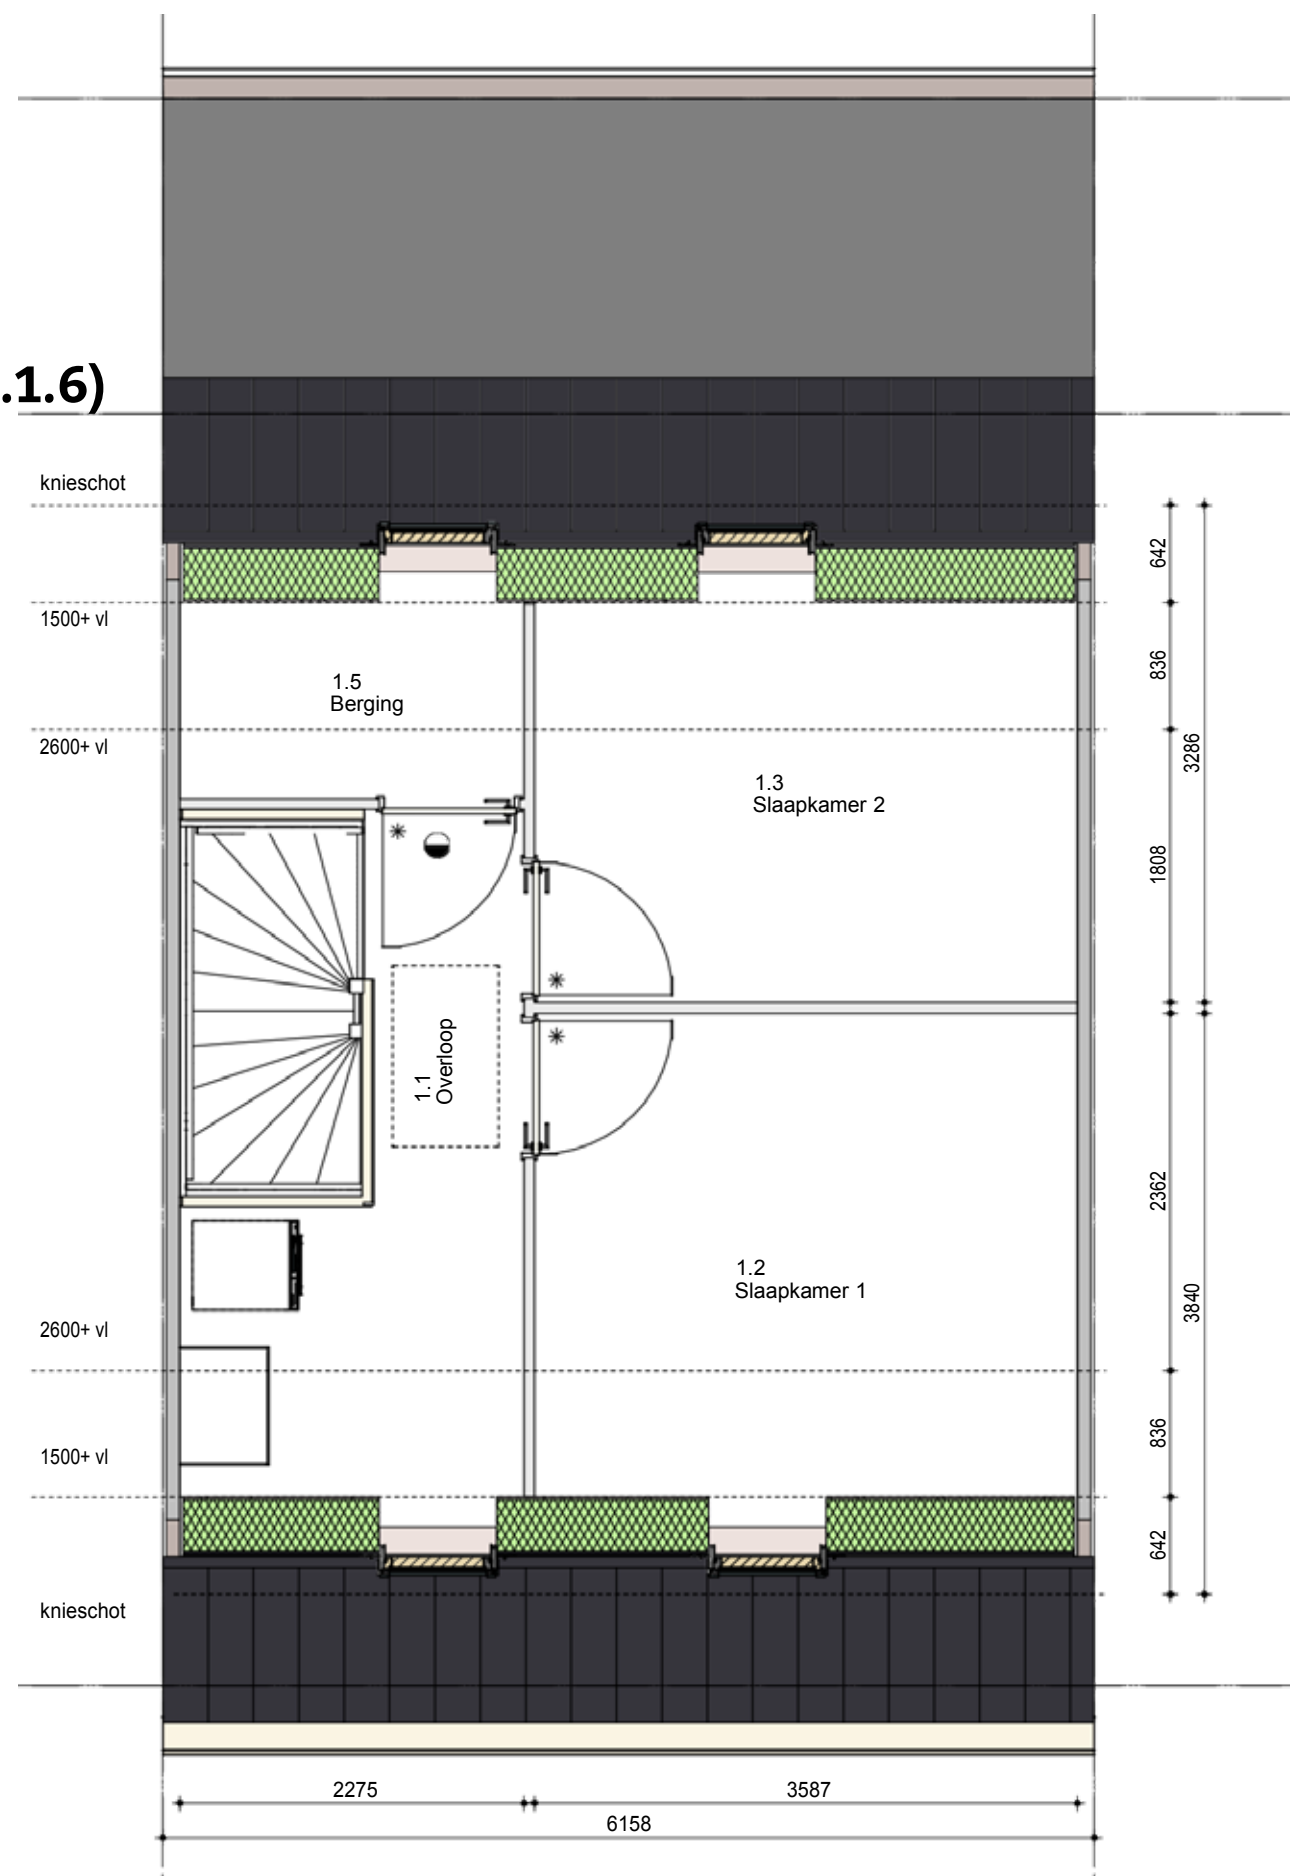 .1.6)
knieschot
642
1500+ vl
836
1.5
Berging
2600+ vl
3286
1.3
Slaapkamer 2
1808
1.1
Overloop
2362
1.2
Slaapkamer 1
3840
2600+ vl
836
1500+ vl
642
knieschot
2275
3587
6158